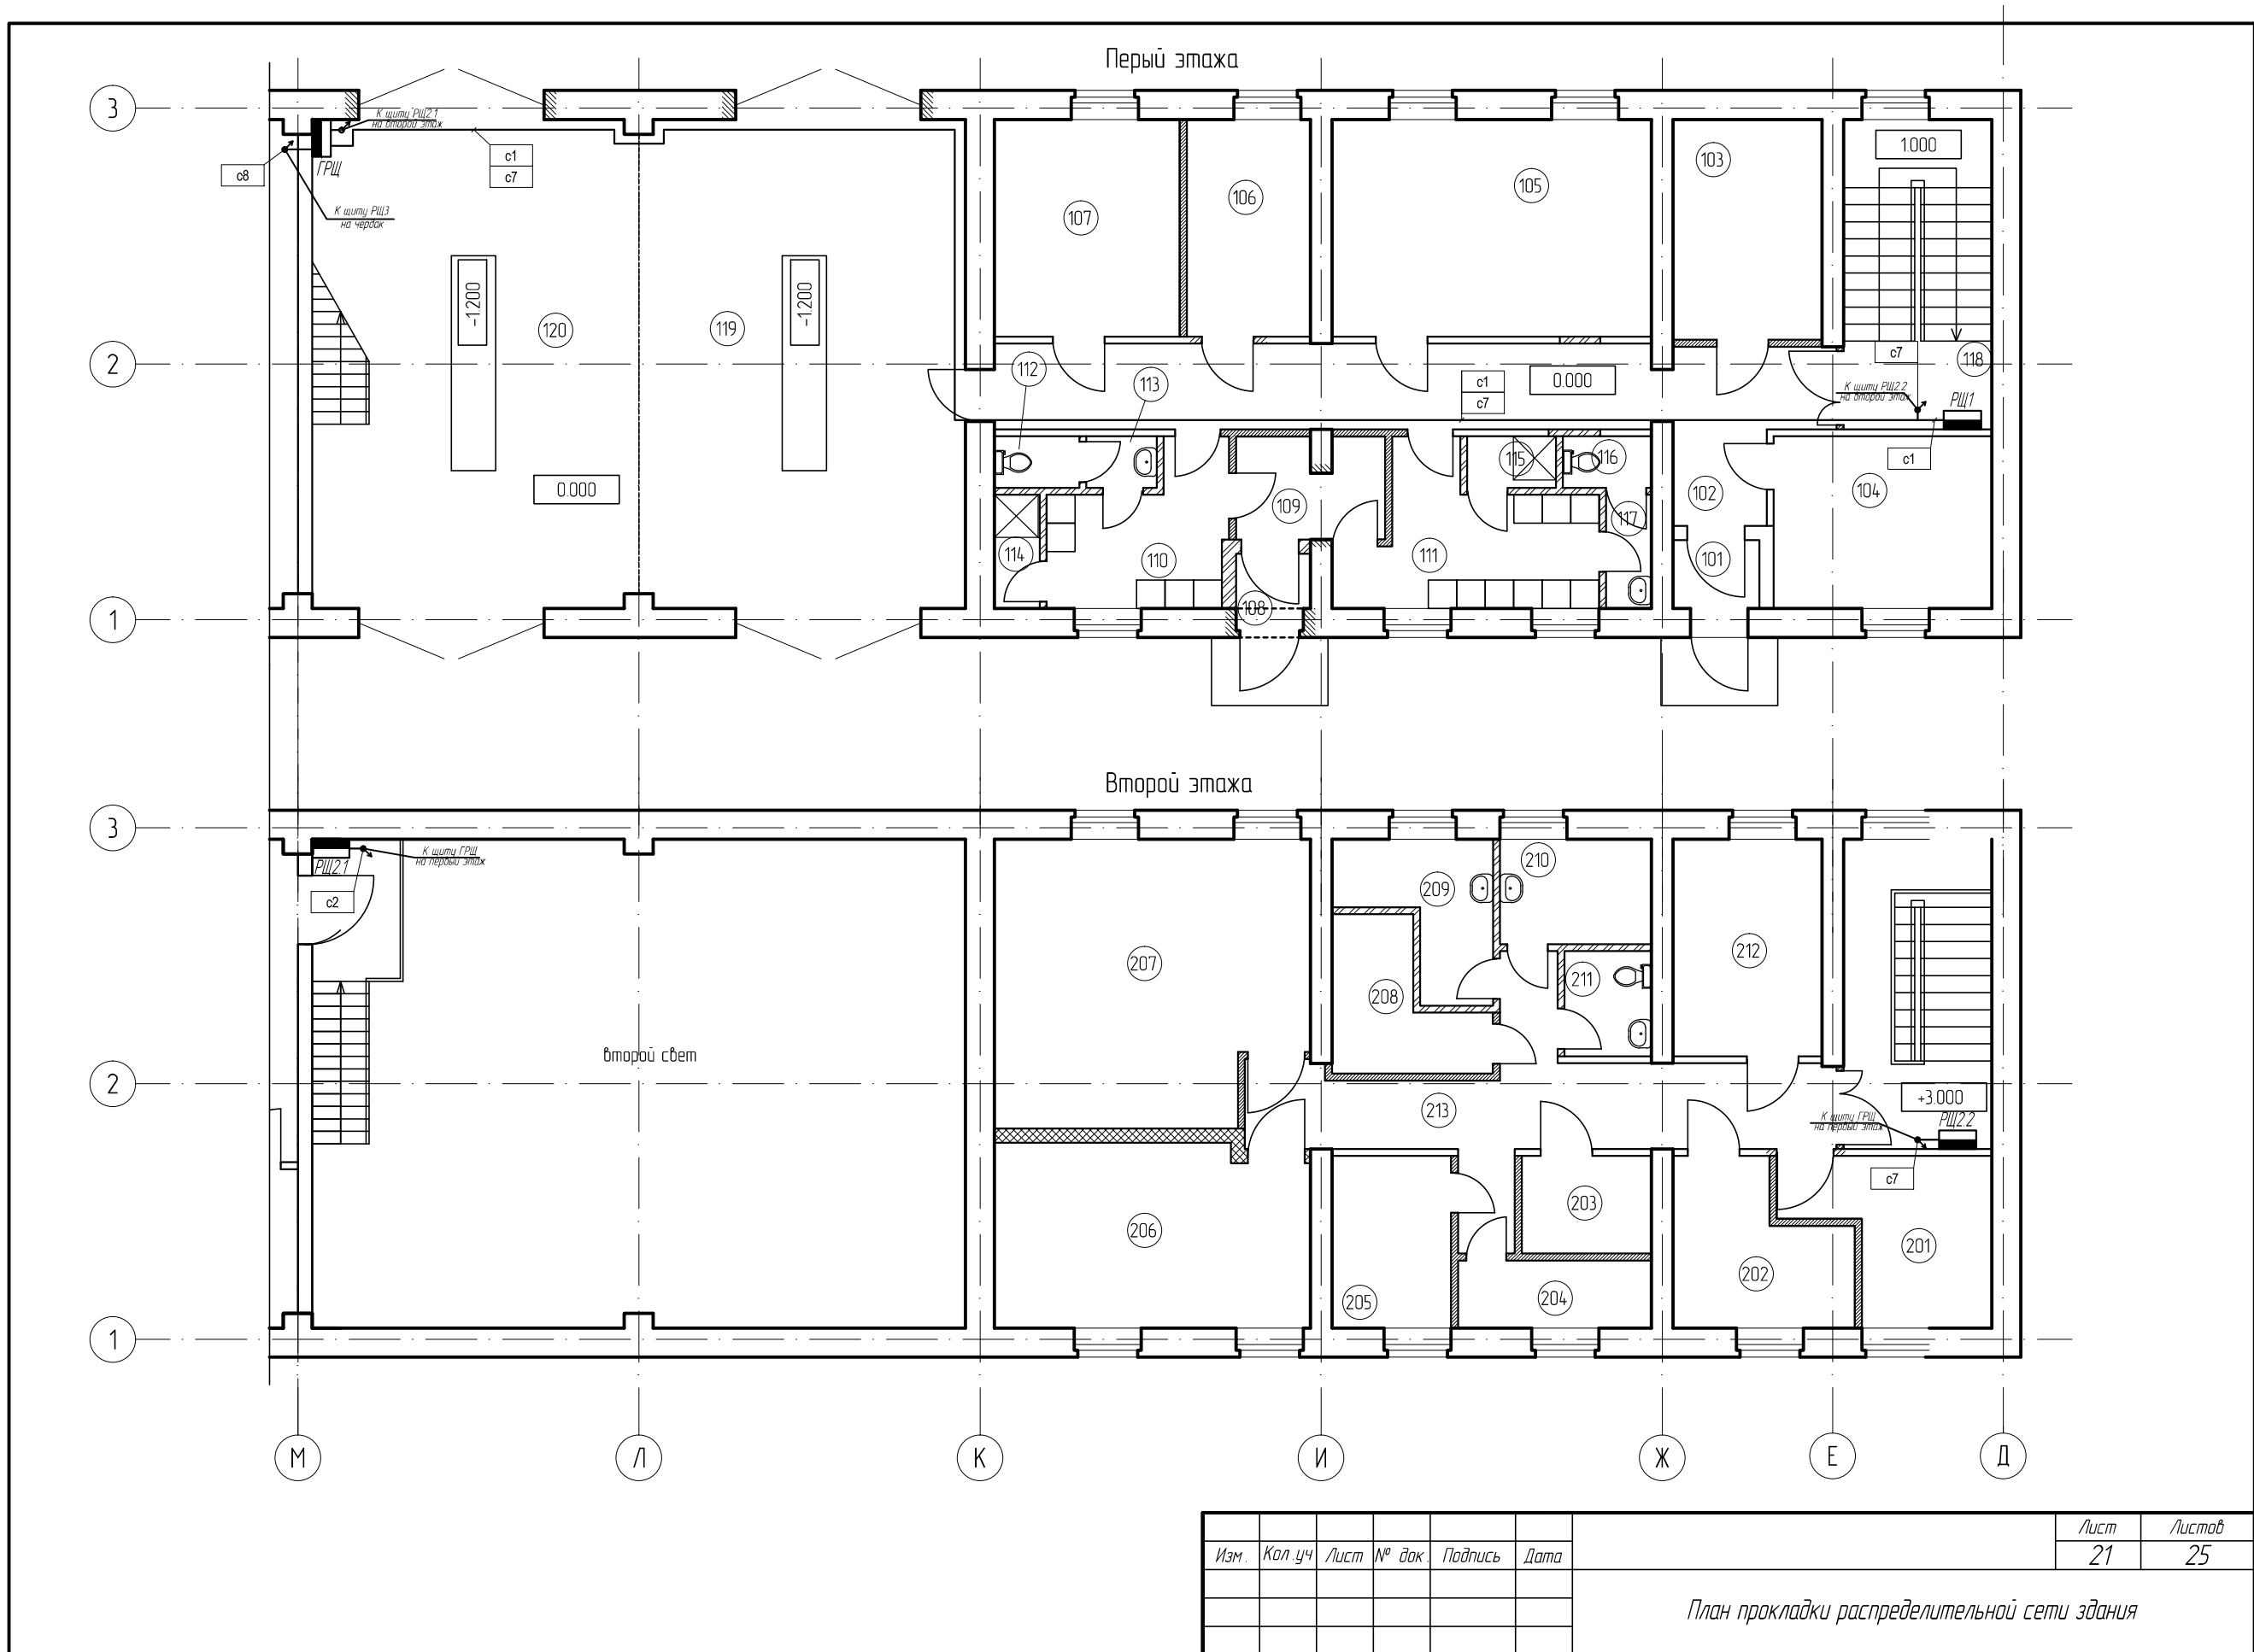 Перый этажа
3
К щиту РЩ2.1
на второй этаж
с8
ГРЩ
с1
с7
К щиту РЩ3
на чердак
107
106
105
103
1.000
-1.200
-1.200
120
119
2
112
113
с1
с7
0.000
с7
118
К щиту РЩ2.2
на второй этаж
РЩ1
0.000
115
116
с1
109
102
104
117
114
110
111
101
108
1
Второй этажа
3
РЩ2.1
К щиту ГРЩ
на первый этаж
с2
209
210
207
208
211
212
второй свет
2
213
+3.000
К щиту ГРЩ
на первый этаж
РЩ2.2
с7
206
203
205
204
202
201
1
М
Л
К
И
Ж
Е
Д
Изм.
Кол.уч
Лист
№ док.
Подпись
Дата
Лист
Листов
21
25
План прокладки распределительной сети здания